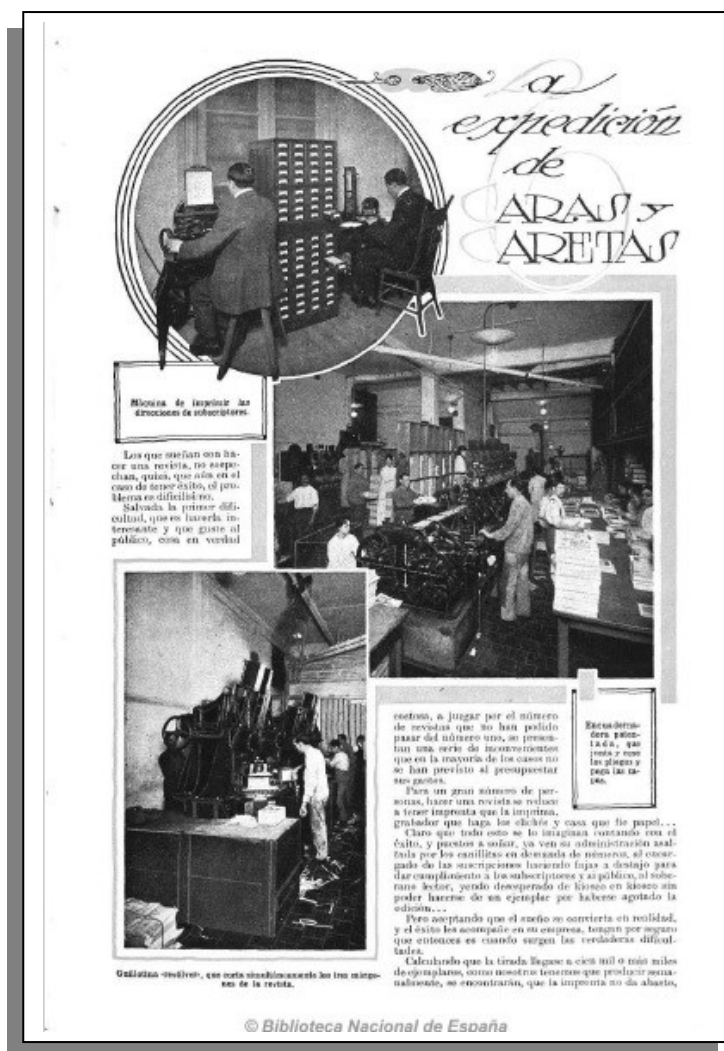 La
expedición
de
CARAS y
CARETAS
Máquina de imprimir las
direcciones de subscriptores.
Los que sueñan con ha-
cer una revista, no sospe-
chan, quizá, que aún en el
caso de tener éxito, el pro-
blema es dificilísimo.
Salvada la primer difi-
cultad, que es hacerla in-
teresante y que guste al
público, cosa en verdad
costosa, a juzgar por el número
de revistas que no han podido
pasar del número uno, se presen-
tan una serie de inconvenientes
que en la mayoría de los casos no
se han previsto al presupuestar
sus gastos.
Para un gran número de per-
sonas, hacer una revista se reduce
a tener imprenta que la imprima,
grabador que haga los clichés y casa que fíe papel...
Claro que todo esto se lo imaginan contando con el
éxito, y puestos a soñar, ya ven su administración asal-
tada por los canillitas en demanda de números, al encar-
gado de las suscripciones haciendo fajas a destajo para
dar cumplimiento a los subscriptores y al público, al sobe-
rano lector, yendo desesperado de kiosco en kiosco sin
poder hacerse de un ejemplar por haberse agotado la
edición...
Pero aceptando que el sueño se convierta en realidad,
y el éxito les acompañe en su empresa, tengan por seguro
que entonces es cuando surgen las verdaderas dificul-
tades.
Calculando que la tirada llegase a cien mil o más miles
de ejemplares, como nosotros tenemos que producir sema-
nalmente, se encontrarán, que la imprenta no da abasto,
Encuaderna-
dora paten-
tada, que
junta y cose
los pliegos y
pega las ta-
pas.
Guillotina «revólver», que corta simultáneamente los tres márge-
nes de la revista.
© Biblioteca Nacional de España